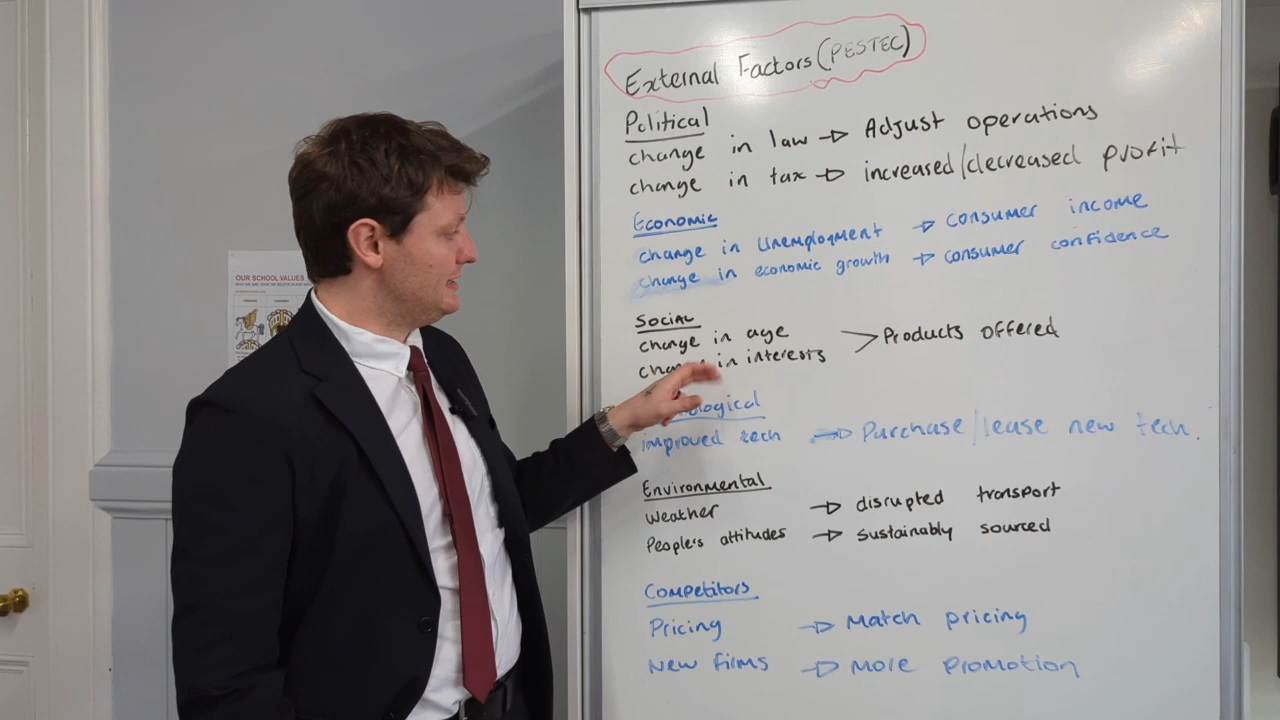 External Factors (PESTEC)
Political
change in law → Adjust operations
change in tax → increased/decreased profit
Economic
change in unemployment → consumer income
change in economic growth → consumer confidence
Social
change in age
change in interests > Products offered
improved tech → Purchase/lease new tech.
Environmental
Weather → disrupted transport
People's attitudes → sustainably sourced
Competitors
Pricing → Match pricing
New firms → More promotion
OUR SCHOOL VALUES